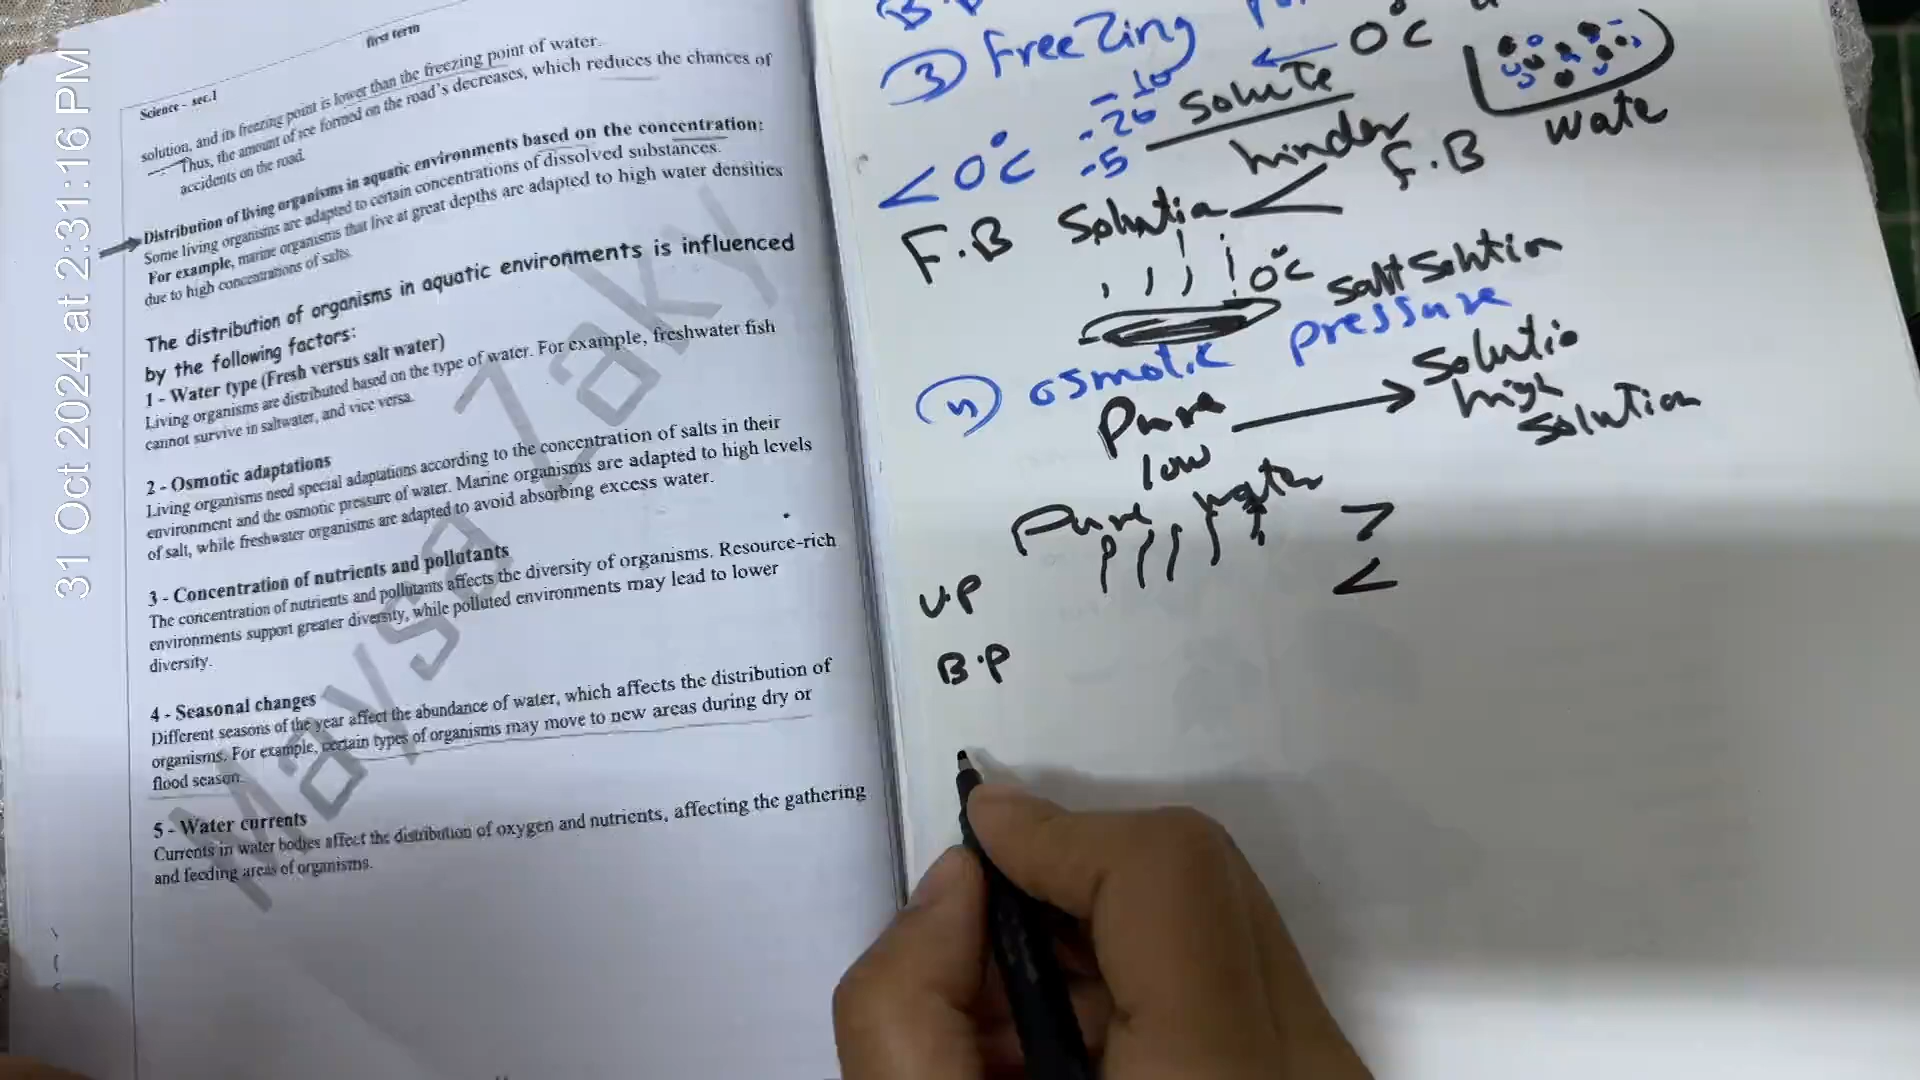 31 Oct 2024 at 2:31:16 PM
first term
Science - sec.1
solution, and its freezing point is lower than the freezing point of water.
Thus, the amount of ice formed on the road's decreases, which reduces the chances of
accidents on the road.
Distribution of living organisms in aquatic environments based on the concentration:
Some living organisms are adapted to certain concentrations of dissolved substances.
For example, marine organisms that live at great depths are adapted to high water densities
due to high concentrations of salts.
The distribution of organisms in aquatic environments is influenced
by the following factors:
1 - Water type (Fresh versus salt water)
Living organisms are distributed based on the type of water. For example, freshwater fish
cannot survive in saltwater, and vice versa.
2 - Osmotic adaptations
Living organisms need special adaptations according to the concentration of salts in their
environment and the osmotic pressure of water. Marine organisms are adapted to high levels
of salt, while freshwater organisms are adapted to avoid absorbing excess water.
3 - Concentration of nutrients and pollutants
The concentration of nutrients and pollutants affects the diversity of organisms. Resource-rich
environments support greater diversity, while polluted environments may lead to lower
diversity.
4 - Seasonal changes
Different seasons of the year affect the abundance of water, which affects the distribution of
organisms. For example, certain types of organisms may move to new areas during dry or
flood season.
5 - Water currents
Currents in water bodies affect the distribution of oxygen and nutrients, affecting the gathering
and feeding areas of organisms.
Maysa Zaky
3 Freezing
0°C
-10
-20
-5
Solute
hinder
Wate
<0°C
F.B Solution < F.B
0°C
Salt Solution
osmotic pressure
Pure
low
Solutio
high
Solution
Pure water
>
<
V.P
B.P